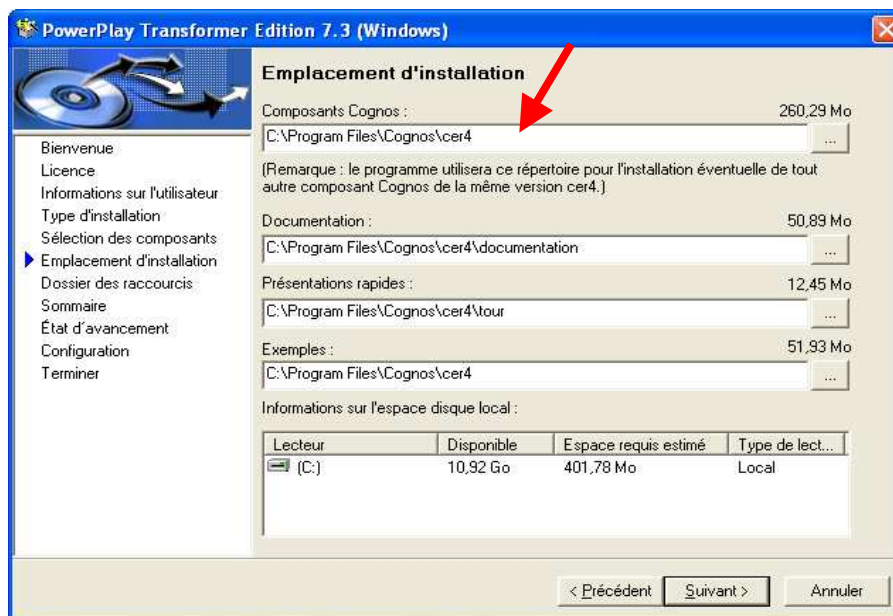 PowerPlay Transformer Edition 7.3 (Windows)
Bienvenue
Licence
Informations sur l'utilisateur
Type d'installation
Sélection des composants
Emplacement d'installation
Dossier des raccourcis
Sommaire
État d´avancement
Configuration
Terminer
Emplacement d'installation
Composants Cognos : 260,29 Mo
C:\Program Files\Cognos\cer4 ...
(Remarque : le programme utilisera ce répertoire pour l'installation éventuelle de tout
autre composant Cognos de la même version cer4.)
Documentation : 50,89 Mo
C:\Program Files\Cognos\cer4\documentation ...
Présentations rapides : 12,45 Mo
C:\Program Files\Cognos\cer4\tour ...
Exemples : 51,93 Mo
C:\Program Files\Cognos\cer4 ...
Informations sur l'espace disque local :
Lecteur Disponible Espace requis estimé Type de lect...
(C:) 10,92 Go 401,78 Mo Local
< Précédent Suivant > Annuler